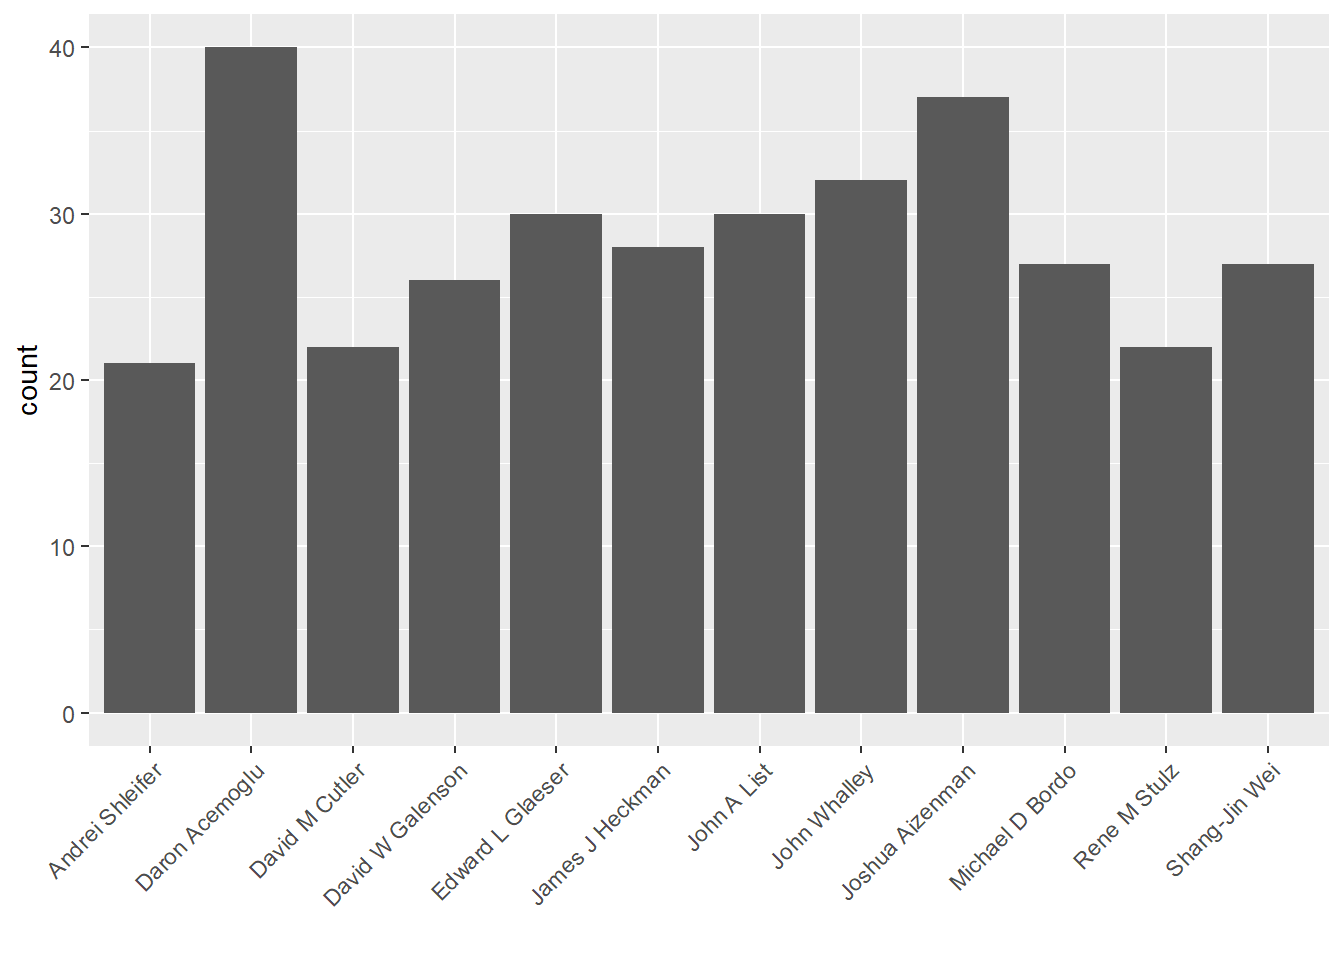 40
30
20
10
0
count
Andrei Shleifer
Daron Acemoglu
David M Cutler
David W Galenson
Edward L Glaeser
James J Heckman
John A List
John Whalley
Joshua Aizenman
Michael D Bordo
Rene M Stulz
Shang-Jin Wei